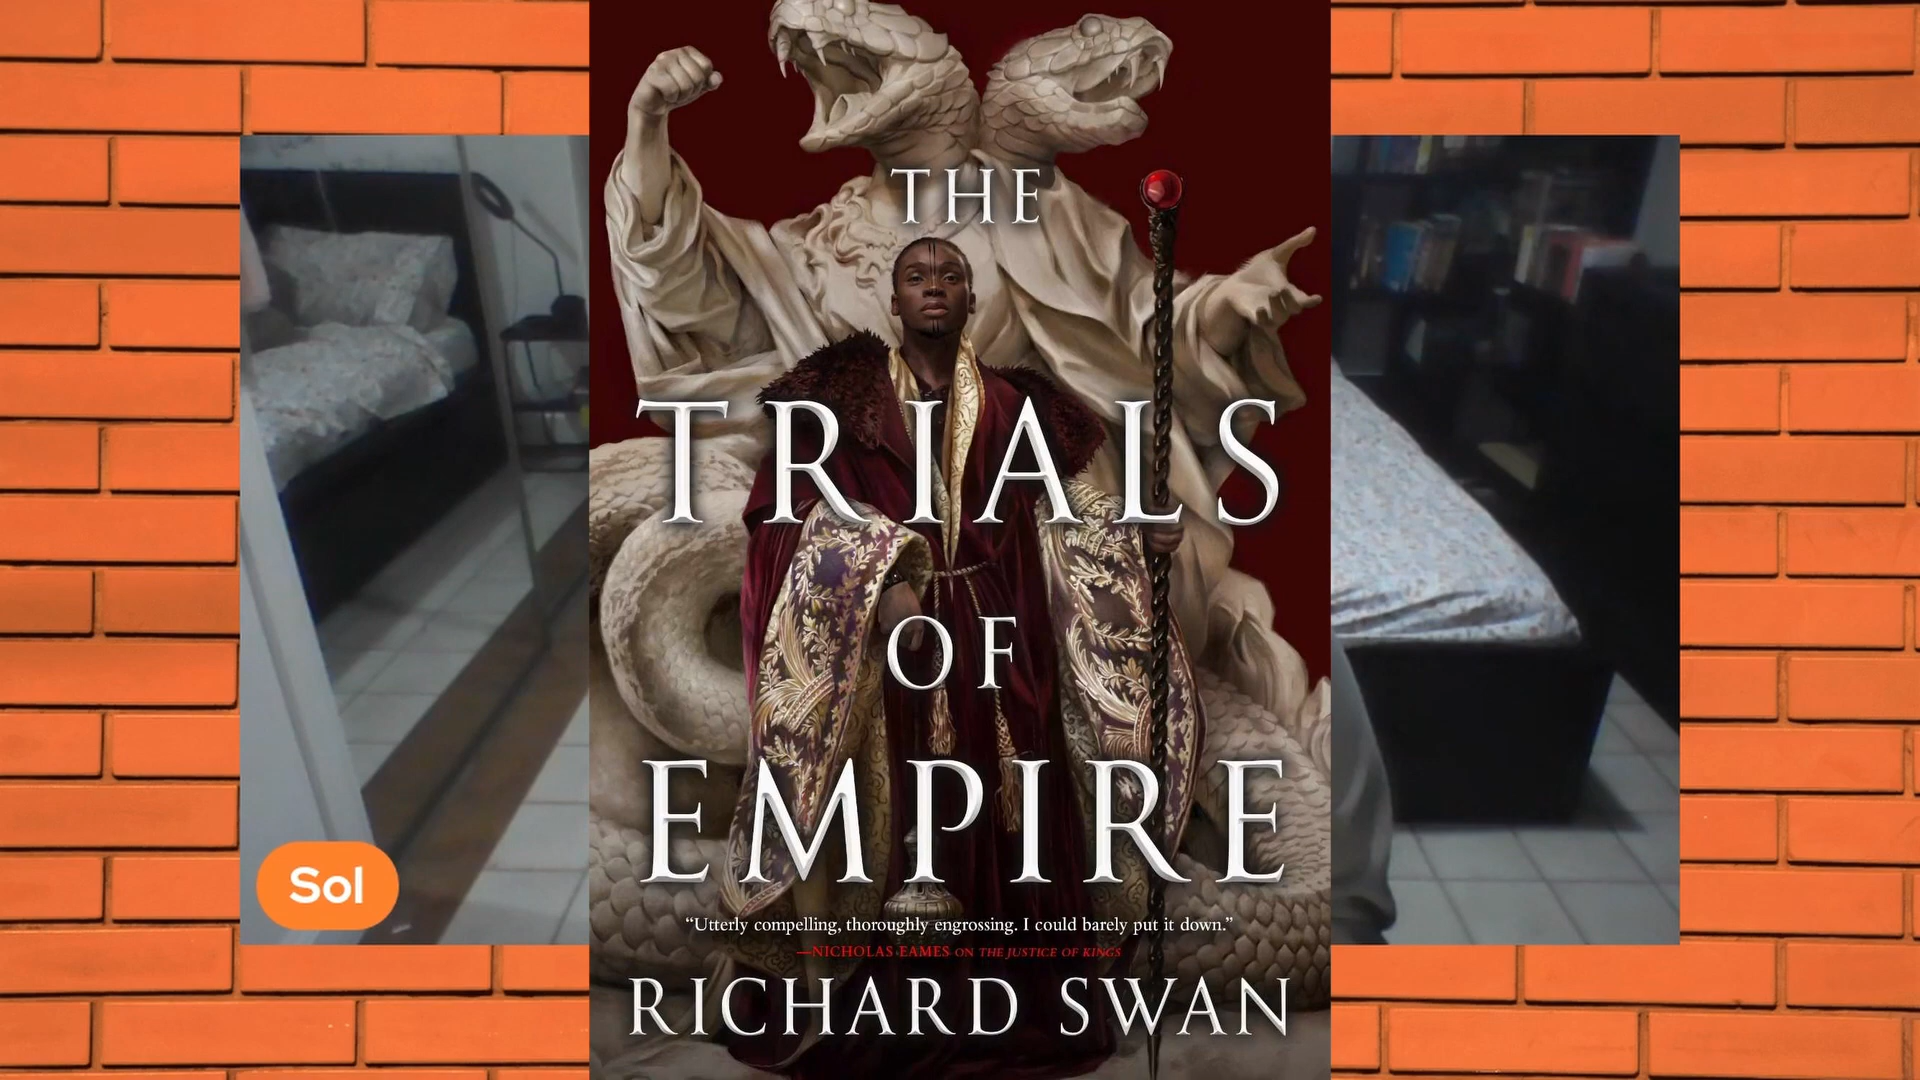 THE
TRIALS
OF
EMPIRE
“Utterly compelling, thoroughly engrossing. I could barely put it down.”
—NICHOLAS EAMES ON THE JUSTICE OF KINGS
RICHARD SWAN
Sol